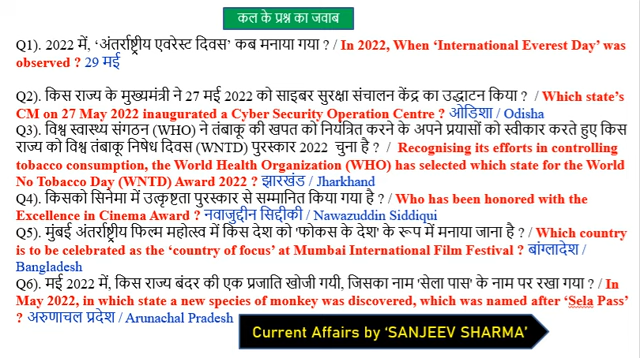 कल के प्रश्न का जवाब
Q1). 2022 में, ‘अंतर्राष्ट्रीय एवरेस्ट दिवस’ कब मनाया गया ? / In 2022, When ‘International Everest Day’ was
observed ? 29 मई
Q2). किस राज्य के मुख्यमंत्री ने 27 मई 2022 को साइबर सुरक्षा संचालन केंद्र का उद्धाटन किया ? / Which state’s
CM on 27 May 2022 inaugurated a Cyber Security Operation Centre ? ओड़िशा / Odisha
Q3). विश्व स्वास्थ्य संगठन (WHO) ने तंबाकू की खपत को नियंत्रित करने के अपने प्रयासों को स्वीकार करते हुए किस
राज्य को विश्व तंबाकू निषेध दिवस (WNTD) पुरस्कार 2022 चुना है ? / Recognising its efforts in controlling
tobacco consumption, the World Health Organization (WHO) has selected which state for the World
No Tobacco Day (WNTD) Award 2022 ? झारखंड / Jharkhand
Q4). किसको सिनेमा में उत्कृष्टता पुरस्कार से सम्मानित किया गया है ? / Who has been honored with the
Excellence in Cinema Award ? नवाजुद्दीन सिद्दीकी / Nawazuddin Siddiqui
Q5). मुंबई अंतर्राष्ट्रीय फिल्म महोत्सव में किस देश को 'फोकस के देश' के रूप में मनाया जाना है ? / Which country
is to be celebrated as the ‘country of focus’ at Mumbai International Film Festival ? बांग्लादेश /
Bangladesh
Q6). मई 2022 में, किस राज्य बंदर की एक प्रजाति खोजी गयी, जिसका नाम 'सेला पास' के नाम पर रखा गया ? / In
May 2022, in which state a new species of monkey was discovered, which was named after ‘Sela Pass’
? अरुणाचल प्रदेश / Arunachal Pradesh
Current Affairs by ‘SANJEEV SHARMA’